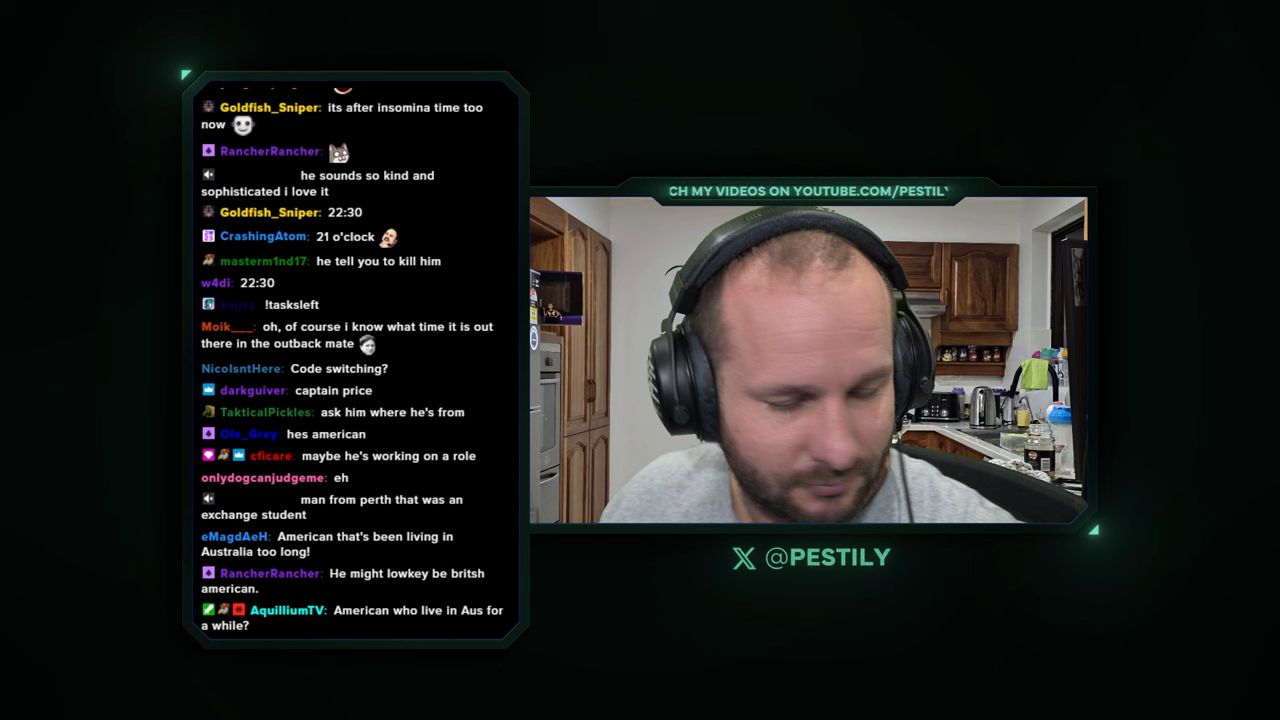 Goldfish_Sniper: its after insomina time too
now
RancherRancher:
he sounds so kind and
sophisticated i love it
Goldfish_Sniper: 22:30
CrashingAtom: 21 o'clock
masterm1nd17: he tell you to kill him
w4di: 22:30
!tasksleft
Moik___: oh, of course i know what time it is out
there in the outback mate
NicolsntHere: Code switching?
darkguiver: captain price
TakticalPickles: ask him where he's from
Ole_Grey: hes american
cficare: maybe he's working on a role
onlydogcanjudgeme: eh
man from perth that was an
exchange student
eMagdAeH: American that's been living in
Australia too long!
RancherRancher: He might lowkey be britsh
american.
AquilliumTV: American who live in Aus for
a while?
CH MY VIDEOS ON YOUTUBE.COM/PESTILY
X @PESTILY